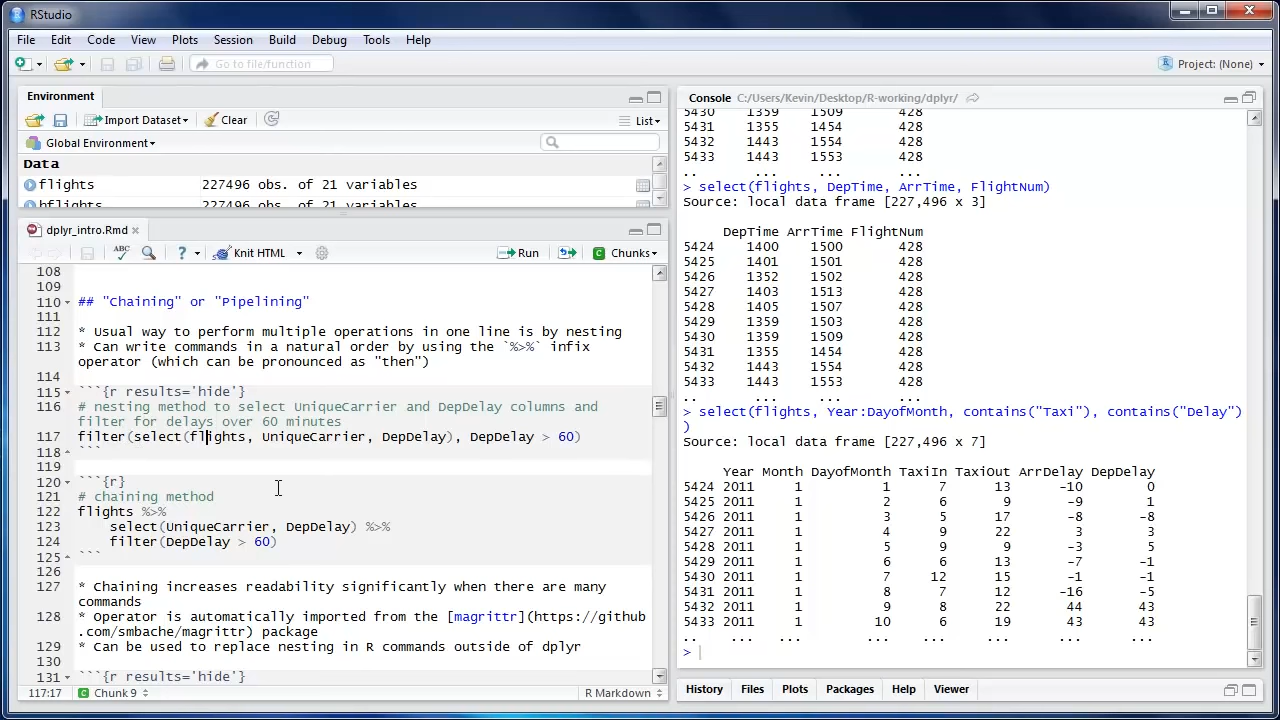 RStudio
File Edit Code View Plots Session Build Debug Tools Help
Go to file/function
Project: (None)
Environment
Import Dataset Clear
List
Global Environment
Data
flights 227496 obs. of 21 variables
hflights 227496 obs. of 21 variables
dplyr_intro.Rmd
ABC ? Knit HTML Run Chunks
108
109
110 ## "Chaining" or "Pipelining"
111
112 * Usual way to perform multiple operations in one line is by nesting
113 * Can write commands in a natural order by using the `%>%` infix
operator (which can be pronounced as "then")
114
115 ```{r results='hide'}
116 # nesting method to select UniqueCarrier and DepDelay columns and
filter for delays over 60 minutes
117 filter(select(flights, UniqueCarrier, DepDelay), DepDelay > 60)
118 ```
119
120 ```{r}
121 # chaining method
122 flights %>%
123 select(UniqueCarrier, DepDelay) %>%
124 filter(DepDelay > 60)
125 ```
126
127 * Chaining increases readability significantly when there are many
commands
128 * Operator is automatically imported from the [magrittr](https://github
.com/smbache/magrittr) package
129 * Can be used to replace nesting in R commands outside of dplyr
130
131 ```{r results='hide'}
117:17 Chunk 9 R Markdown
Console C:/Users/Kevin/Desktop/R-working/dplyr/
5430 1359 1509 428
5431 1355 1454 428
5432 1443 1554 428
5433 1443 1553 428
.. ... ... ...
> select(flights, DepTime, ArrTime, FlightNum)
Source: local data frame [227,496 x 3]
DepTime ArrTime FlightNum
5424 1400 1500 428
5425 1401 1501 428
5426 1352 1502 428
5427 1403 1513 428
5428 1405 1507 428
5429 1359 1503 428
5430 1359 1509 428
5431 1355 1454 428
5432 1443 1554 428
5433 1443 1553 428
.. ... ... ...
> select(flights, Year:DayofMonth, contains("Taxi"), contains("Delay")
)
Source: local data frame [227,496 x 7]
Year Month DayofMonth TaxiIn TaxiOut ArrDelay DepDelay
5424 2011 1 1 7 13 -10 0
5425 2011 1 2 6 9 -9 1
5426 2011 1 3 5 17 -8 -8
5427 2011 1 4 9 22 3 3
5428 2011 1 5 9 9 -3 5
5429 2011 1 6 6 13 -7 -1
5430 2011 1 7 12 15 -1 -1
5431 2011 1 8 7 12 -16 -5
5432 2011 1 9 8 22 44 43
5433 2011 1 10 6 19 43 43
.. ... ... ... ... ... ... ...
>
History Files Plots Packages Help Viewer